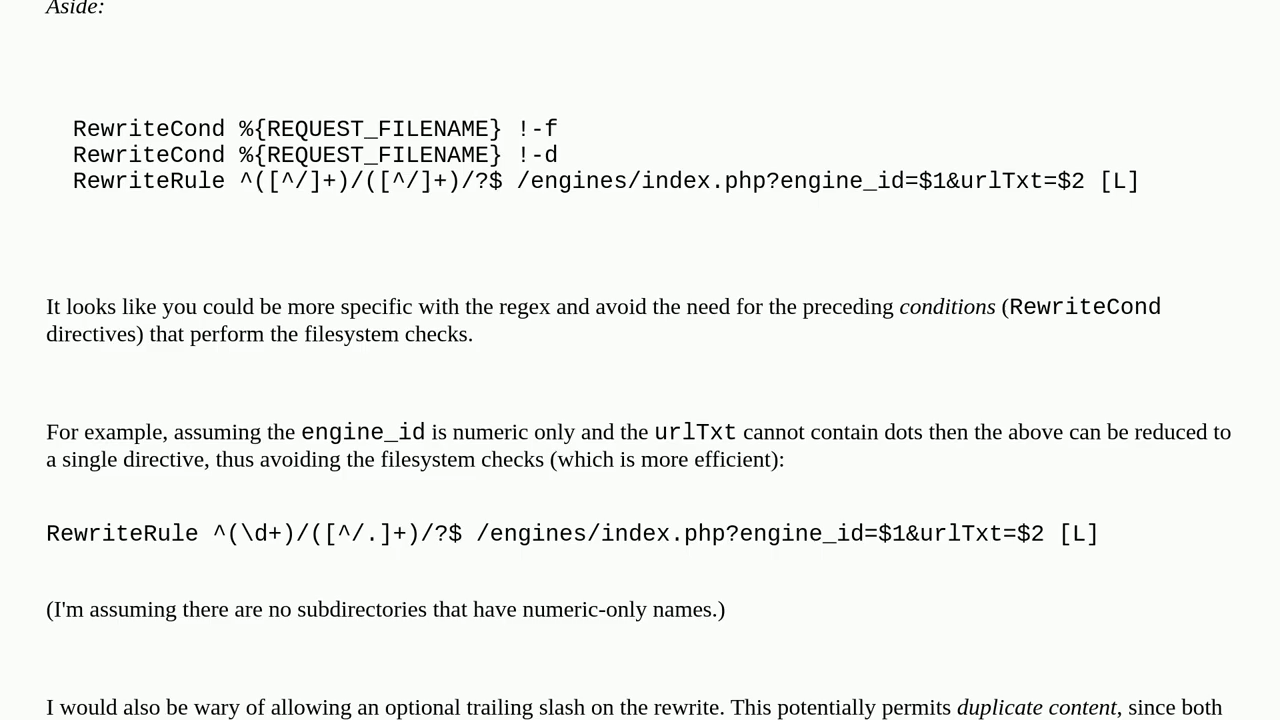 Aside:
RewriteCond %{REQUEST_FILENAME} !-f
RewriteCond %{REQUEST_FILENAME} !-d
RewriteRule ^([^/]+)/([^/]+)/?$ /engines/index.php?engine_id=$1&urlTxt=$2 [L]
It looks like you could be more specific with the regex and avoid the need for the preceding conditions (RewriteCond
directives) that perform the filesystem checks.
For example, assuming the engine_id is numeric only and the urlTxt cannot contain dots then the above can be reduced to
a single directive, thus avoiding the filesystem checks (which is more efficient):
RewriteRule ^(\d+)/([^/.]+)/?$ /engines/index.php?engine_id=$1&urlTxt=$2 [L]
(I'm assuming there are no subdirectories that have numeric-only names.)
I would also be wary of allowing an optional trailing slash on the rewrite. This potentially permits duplicate content, since both